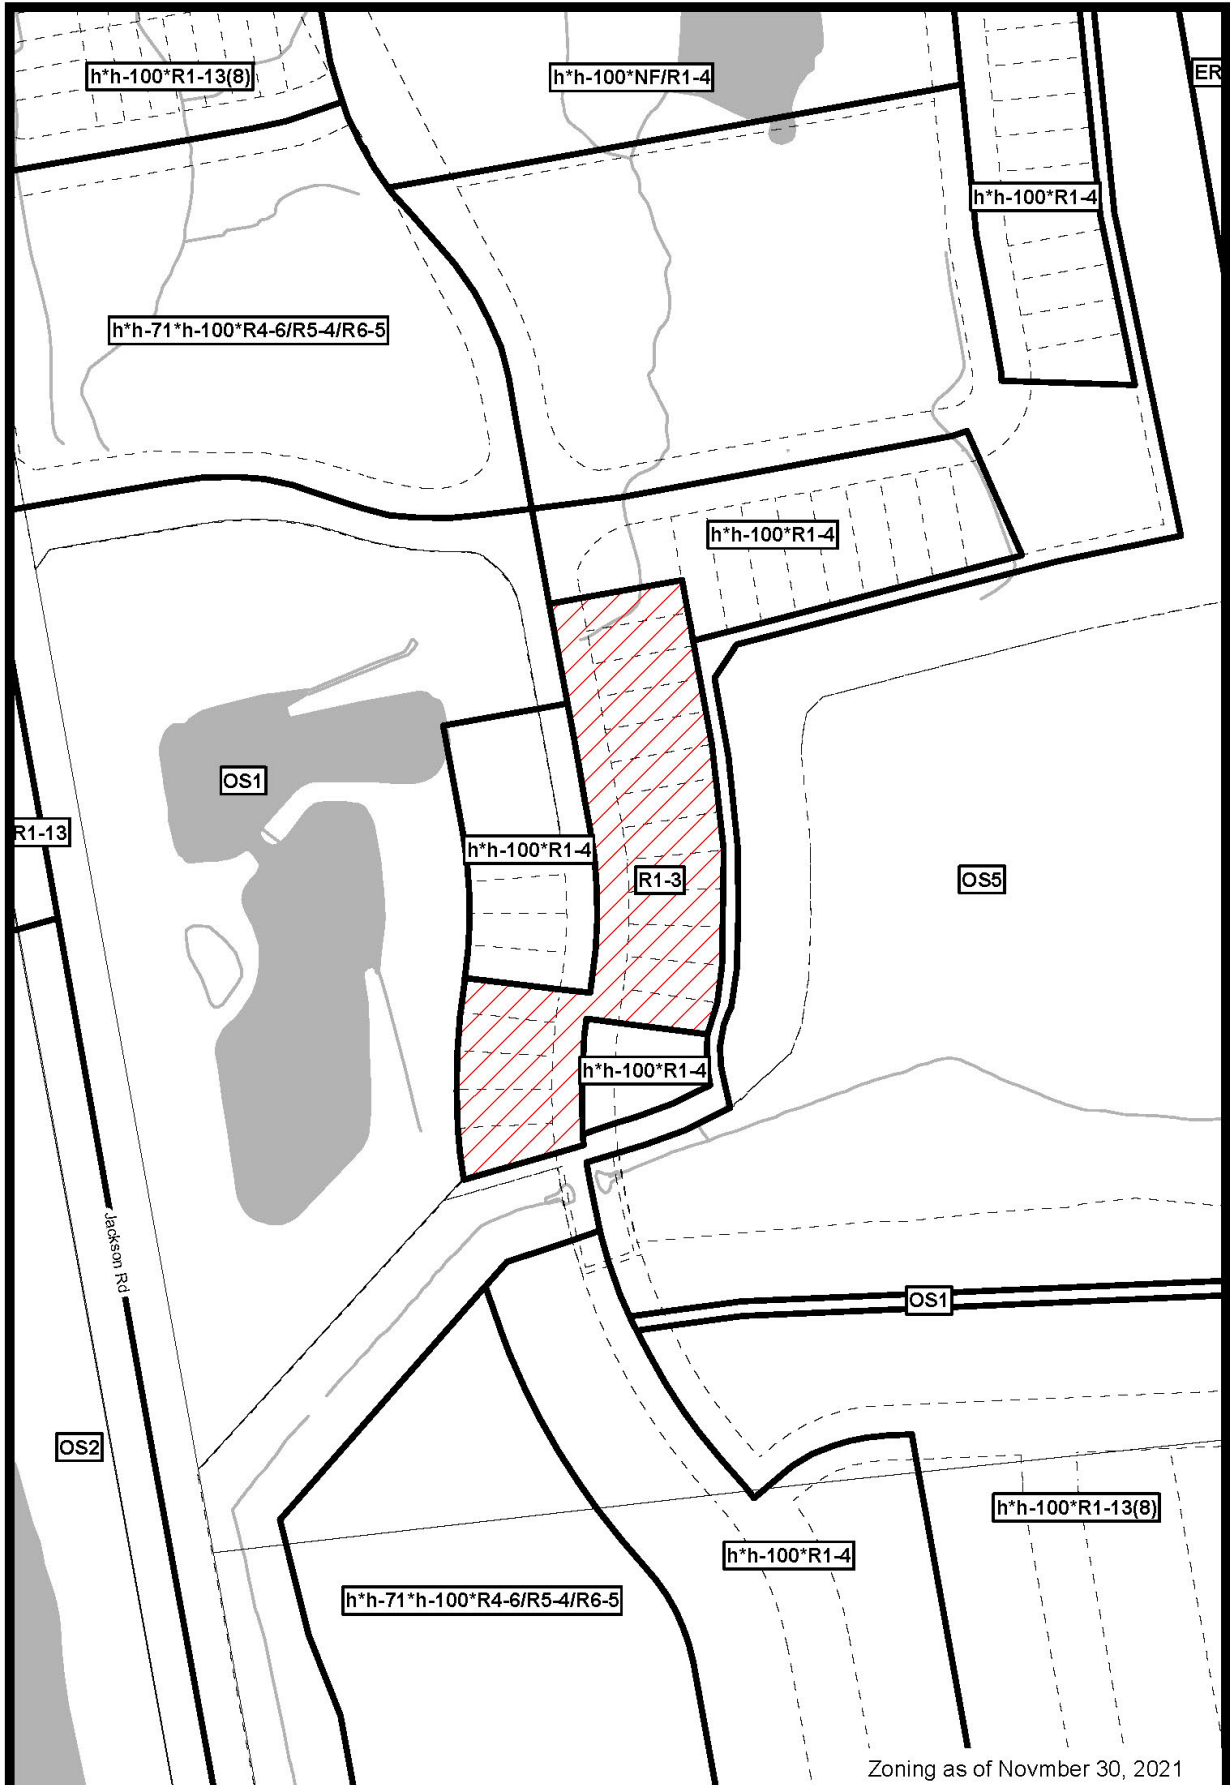 h*h-100*R1-13(8)
h*h-100*NF/R1-4
ER
h*h-100*R1-4
h*h-71*h-100*R4-6/R5-4/R6-5
h*h-100*R1-4
OS1
R1-13
h*h-100*R1-4
R1-3
OS5
h*h-100*R1-4
Jackson Rd
OS1
OS2
h*h-100*R1-13(8)
h*h-100*R1-4
h*h-71*h-100*R4-6/R5-4/R6-5
Zoning as of Novmber 30, 2021